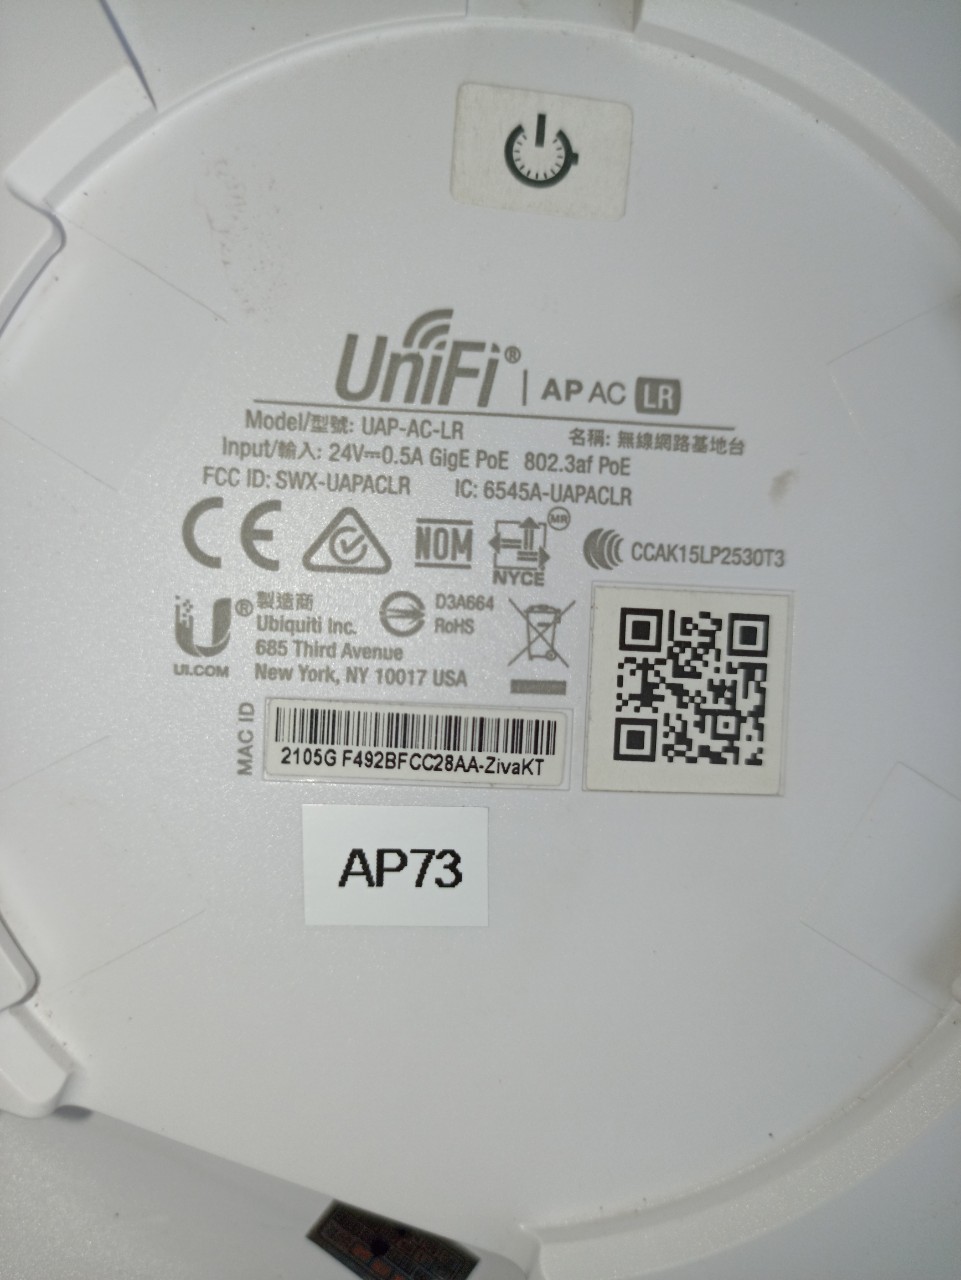 UniFi® | AP AC LR
Model/型號: UAP-AC-LR 名稱: 無線網路基地台
Input/輸入: 24V⎓0.5A GigE PoE 802.3af PoE
FCC ID: SWX-UAPACLR IC: 6545A-UAPACLR
CE NOM NYCE MR CCAK15LP2530T3
U® 製造商 D3A664
Ubiquiti Inc. RoHS
685 Third Avenue
UI.COM New York, NY 10017 USA
MAC ID
2105G F492BFCC28AA-ZivaKT
AP73